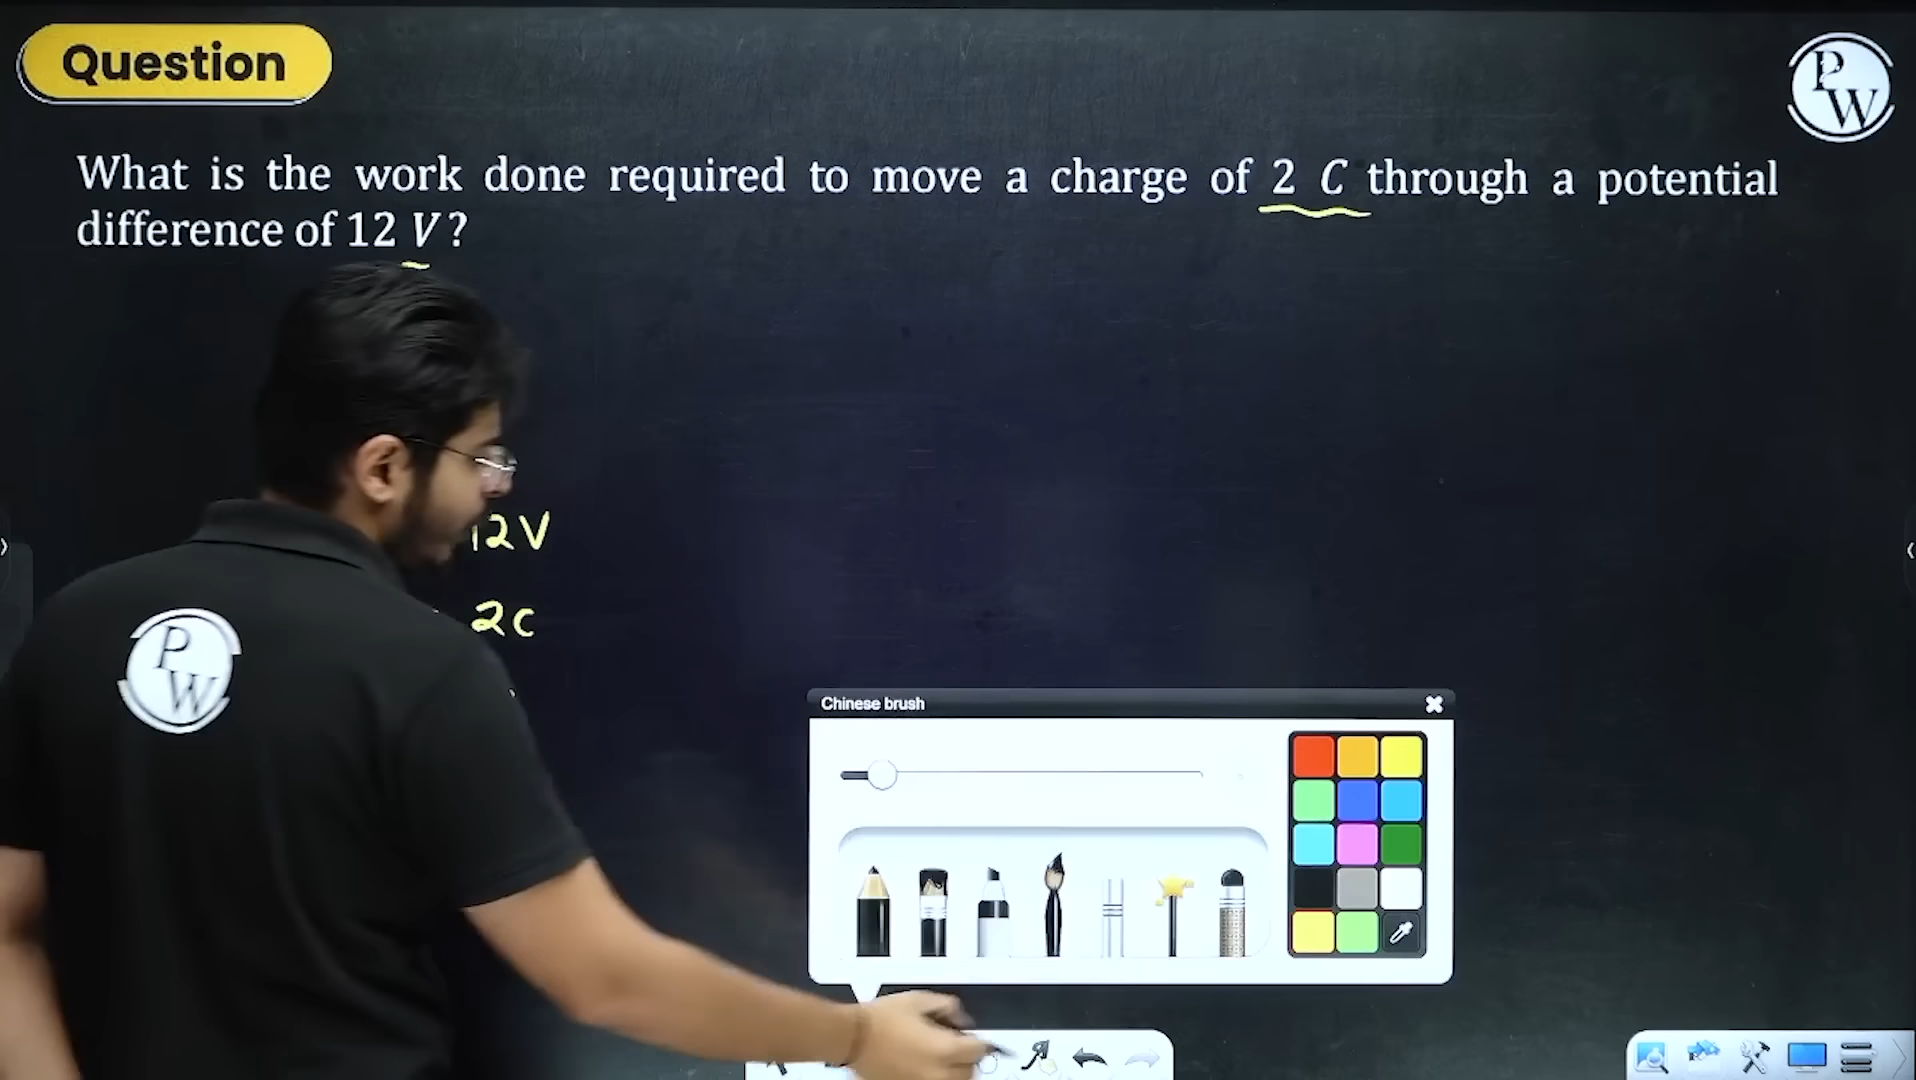 Question
P
W
What is the work done required to move a charge of 2 C through a potential
difference of 12 V?
12V
2C
P
W
Chinese brush